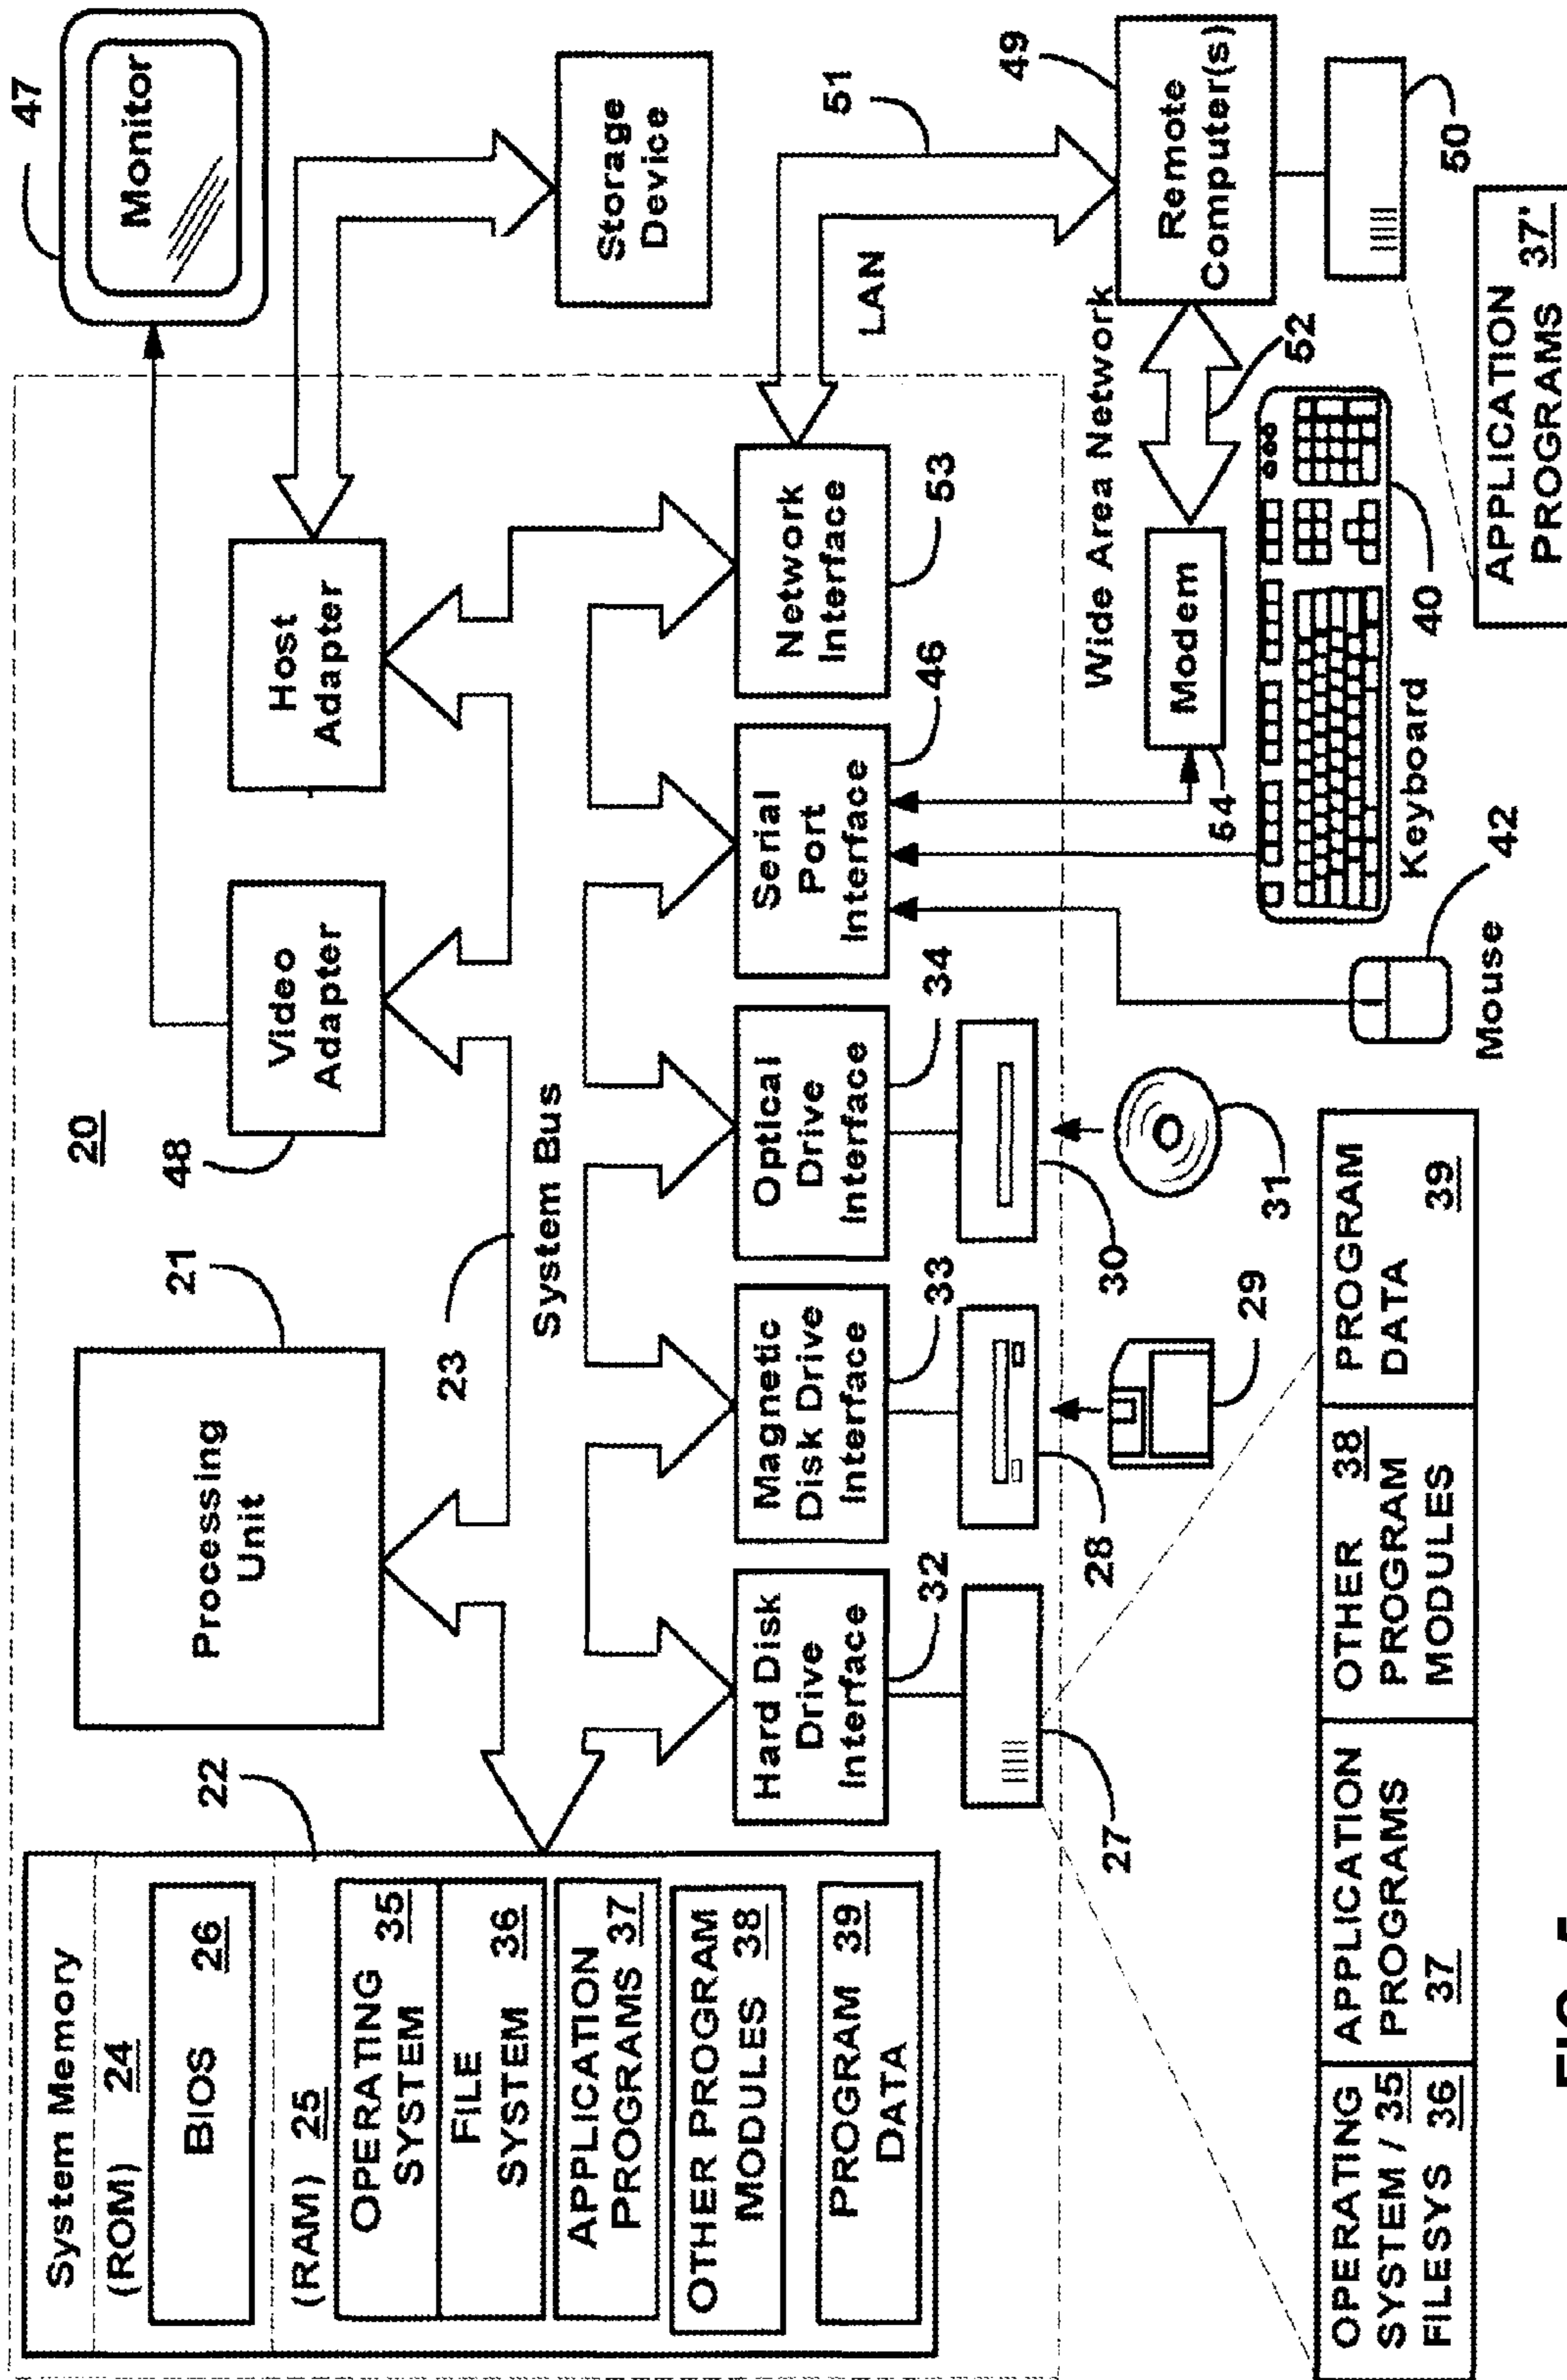 System Memory
(ROM) 24
BIOS 26
(RAM) 25
OPERATING
SYSTEM 35
FILE
SYSTEM 36
APPLICATION
PROGRAMS 37
OTHER PROGRAM
MODULES 38
PROGRAM 39
DATA
22
Processing
Unit
21
20
48
Video
Adapter
Host
Adapter
47
Monitor
Storage
Device
23
System Bus
Hard Disk
Drive
Interface
32
Magnetic
Disk Drive
Interface
33
Optical
Drive
Interface
34
Serial
Port
Interface
46
Network
Interface
53
LAN
51
49
Remote
Computer(s)
Wide Area Network
52
Modem
54
50
27
28
29
30
31
Mouse
42
Keyboard
40
OPERATING
SYSTEM / 35
FILESYS 36
APPLICATION
PROGRAMS
37
OTHER 38
PROGRAM
MODULES
PROGRAM
DATA 39
APPLICATION
PROGRAMS 37"